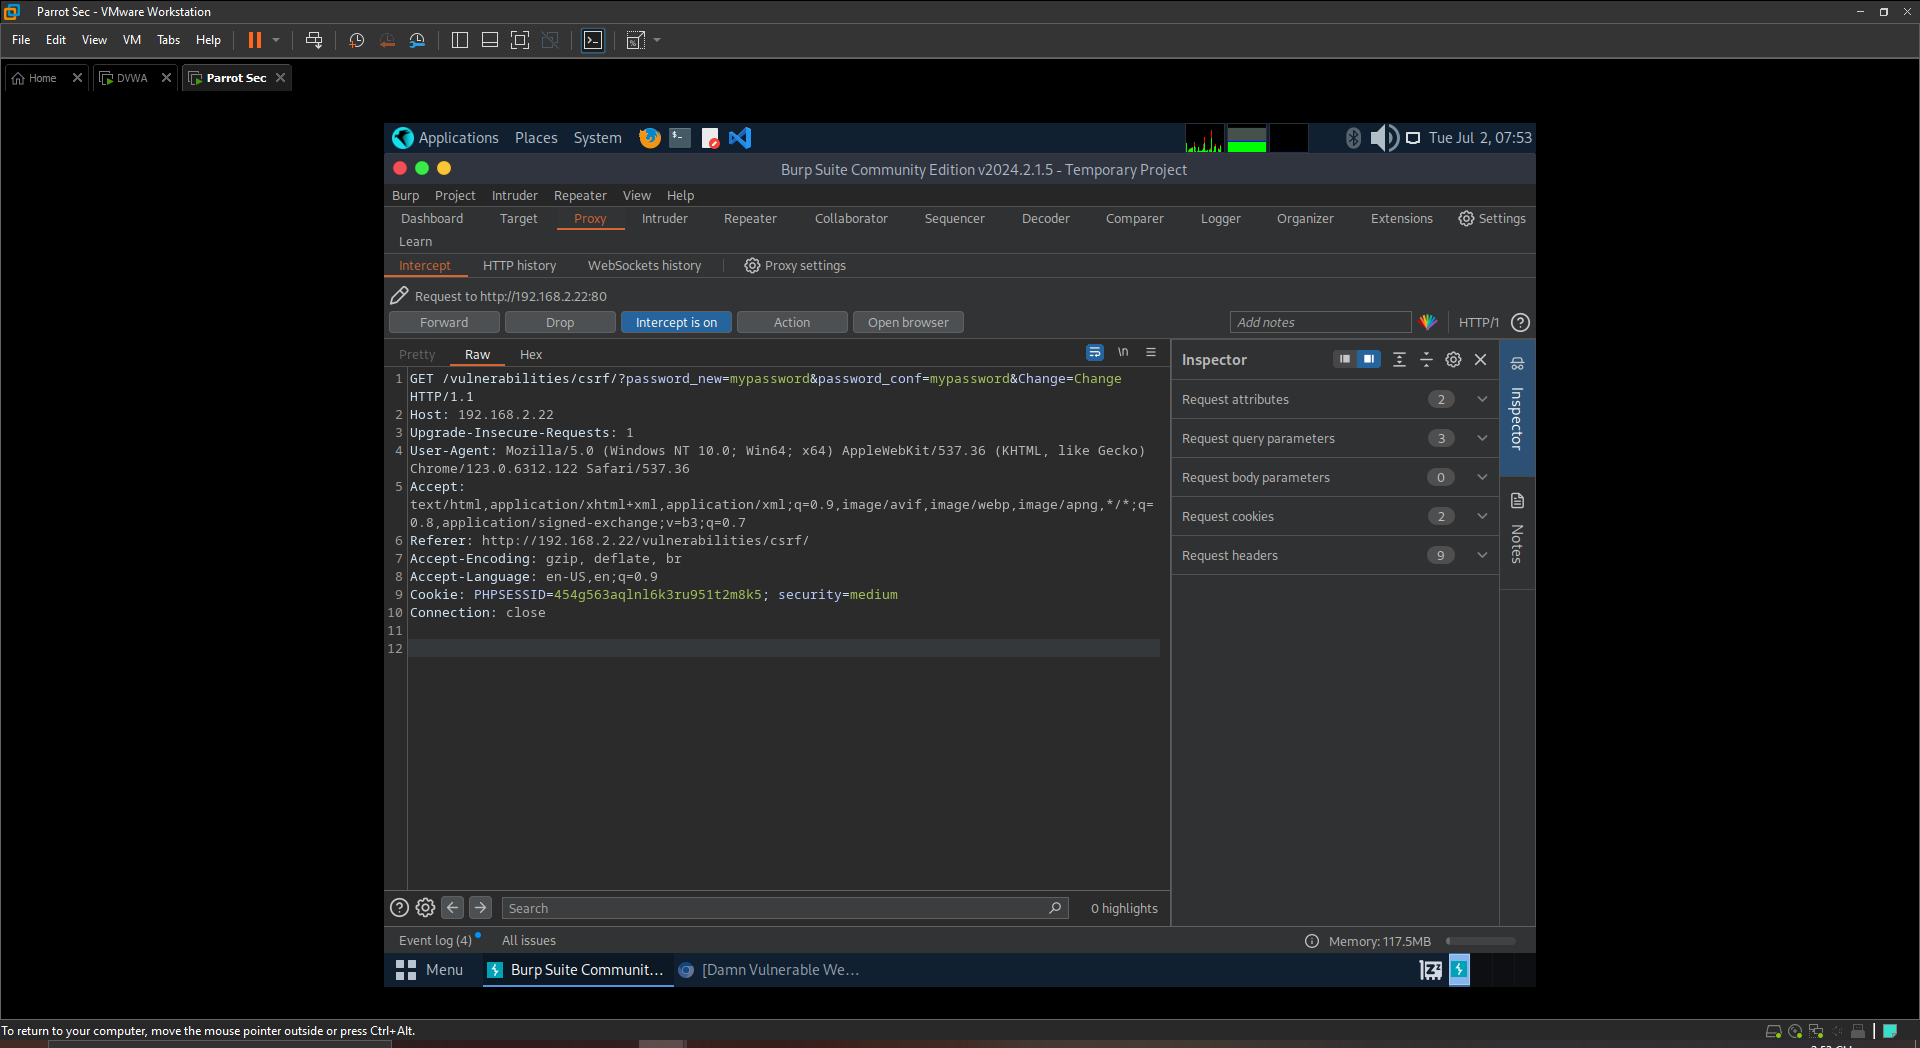 Parrot Sec - VMware Workstation
File Edit View VM Tabs Help
Home DVWA Parrot Sec
Applications Places System Tue Jul 2, 07:53
Burp Suite Community Edition v2024.2.1.5 - Temporary Project
Burp Project Intruder Repeater View Help
Dashboard Target Proxy Intruder Repeater Collaborator Sequencer Decoder Comparer Logger Organizer Extensions Settings
Learn
Intercept HTTP history WebSockets history Proxy settings
Request to http://192.168.2.22:80
Forward Drop Intercept is on Action Open browser Add notes HTTP/1
Pretty Raw Hex \n
Inspector
1 GET /vulnerabilities/csrf/?password_new=mypassword&password_conf=mypassword&Change=Change
HTTP/1.1
2 Host: 192.168.2.22
3 Upgrade-Insecure-Requests: 1
4 User-Agent: Mozilla/5.0 (Windows NT 10.0; Win64; x64) AppleWebKit/537.36 (KHTML, like Gecko)
Chrome/123.0.6312.122 Safari/537.36
5 Accept:
text/html,application/xhtml+xml,application/xml;q=0.9,image/avif,image/webp,image/apng,*/*;q=
0.8,application/signed-exchange;v=b3;q=0.7
6 Referer: http://192.168.2.22/vulnerabilities/csrf/
7 Accept-Encoding: gzip, deflate, br
8 Accept-Language: en-US,en;q=0.9
9 Cookie: PHPSESSID=454g563aqlnl6k3ru951t2m8k5; security=medium
10 Connection: close
11
12
Request attributes 2
Request query parameters 3
Request body parameters 0
Request cookies 2
Request headers 9
Inspector
Notes
Search 0 highlights
Event log (4) All issues Memory: 117.5MB
Menu Burp Suite Communit... [Damn Vulnerable We...
To return to your computer, move the mouse pointer outside or press Ctrl+Alt.